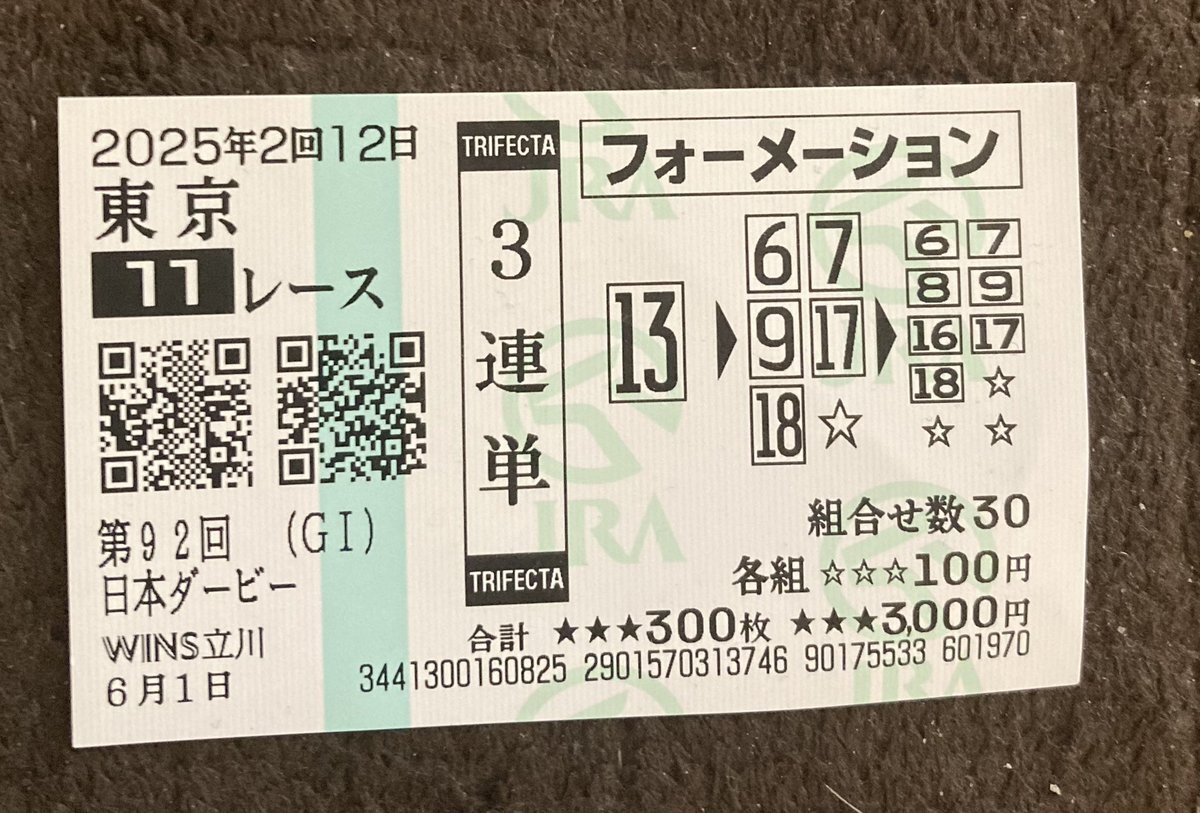 2025年2回12日
東京
11レース
第92回 (GI)
日本ダービー
WINS立川
6月1日
TRIFECTA
3連単
TRIFECTA
フォーメーション
13▶
6 7
9 17
18 ☆
▶
6 7
8 9
16 17
18 ☆
☆ ☆
組合せ数30
各組 ☆☆☆100円
合計 ★★★300枚 ★★★3,000円
3441300160825 2901570313746 90175533 601970
JRA
JRA
JRA